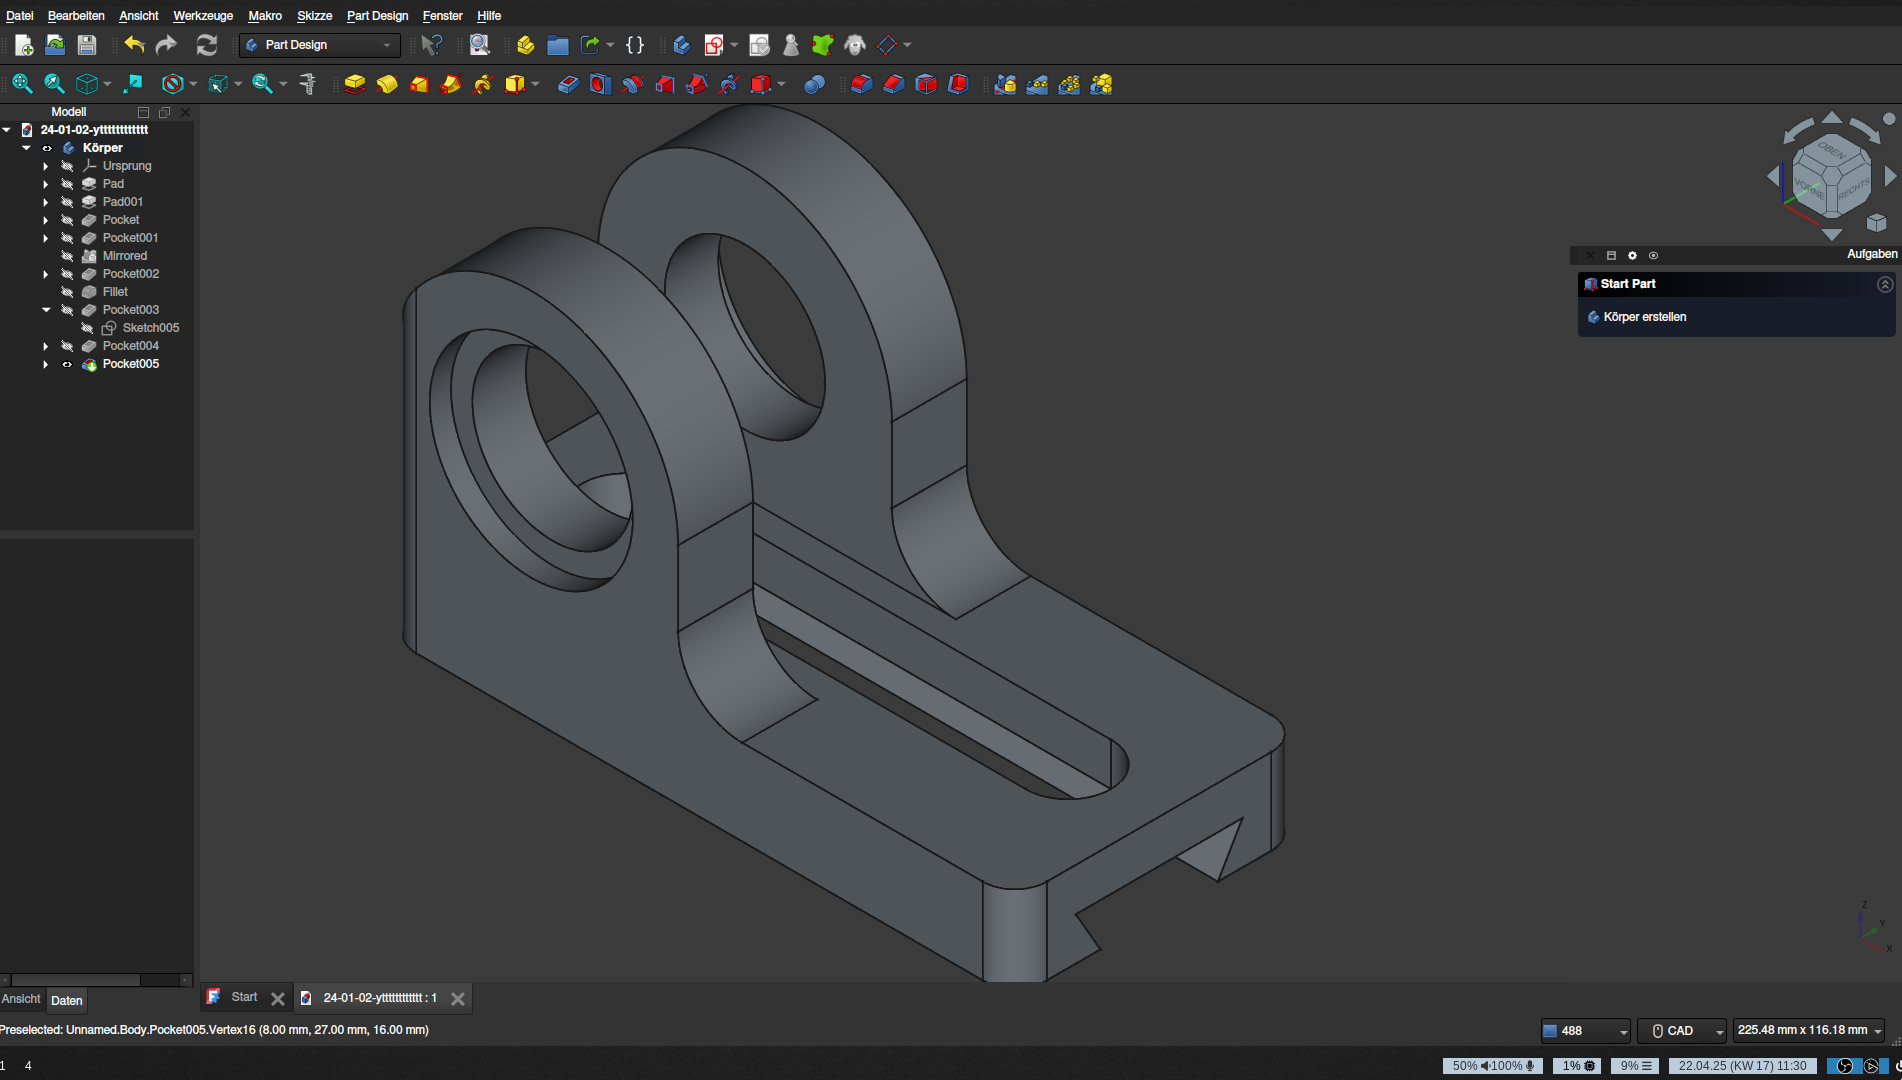 Datei Bearbeiten Ansicht Werkzeuge Makro Skizze Part Design Fenster Hilfe
Part Design
Modell
24-01-02-yttttttttttttt
Körper
Ursprung
Pad
Pad001
Pocket
Pocket001
Mirrored
Pocket002
Fillet
Pocket003
Sketch005
Pocket004
Pocket005
OBEN
VORNE
RECHTS
Aufgaben
Start Part
Körper erstellen
Z
Y
X
Ansicht Daten
Start
24-01-02-yttttttttttttt : 1
Preselected: Unnamed.Body.Pocket005.Vertex16 (8.00 mm, 27.00 mm, 16.00 mm)
488
CAD
225.48 mm x 116.18 mm
1 4
50% 100% 1% 9% 22.04.25 (KW 17) 11:30